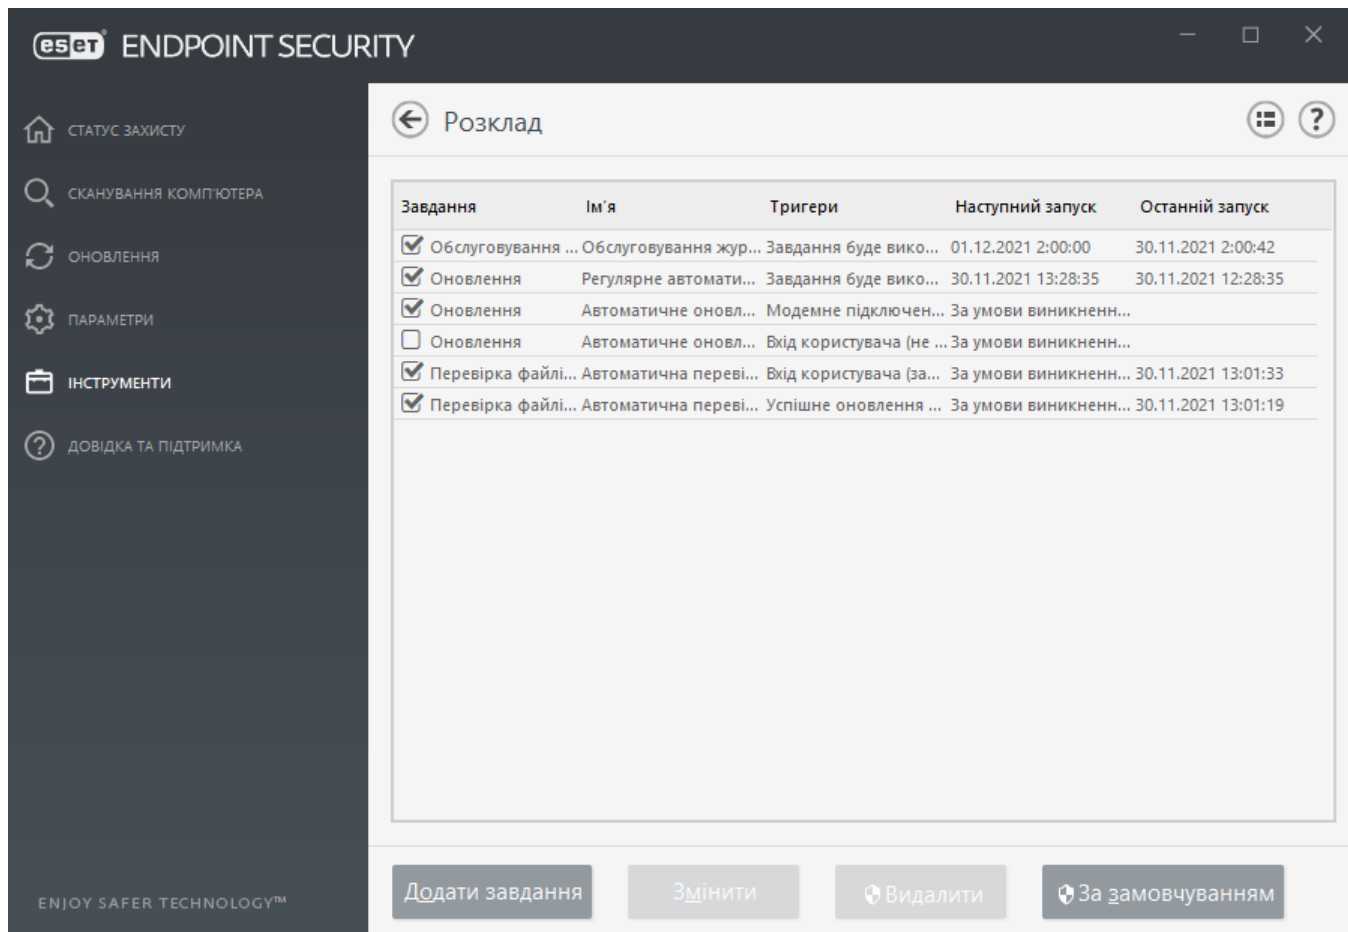 eset ENDPOINT SECURITY
СТАТУС ЗАХИСТУ
СКАНУВАННЯ КОМП'ЮТЕРА
ОНОВЛЕННЯ
ПАРАМЕТРИ
ІНСТРУМЕНТИ
ДОВІДКА ТА ПІДТРИМКА
ENJOY SAFER TECHNOLOGY™
Розклад
Завдання Ім'я Тригери Наступний запуск Останній запуск
Обслуговування ... Обслуговування жур... Завдання буде вико... 01.12.2021 2:00:00 30.11.2021 2:00:42
Оновлення Регулярне автомати... Завдання буде вико... 30.11.2021 13:28:35 30.11.2021 12:28:35
Оновлення Автоматичне оновл... Модемне підключен... За умови виникненн...
Оновлення Автоматичне оновл... Вхід користувача (не ... За умови виникненн...
Перевірка файлі... Автоматична переві... Вхід користувача (за... За умови виникненн... 30.11.2021 13:01:33
Перевірка файлі... Автоматична переві... Успішне оновлення ... За умови виникненн... 30.11.2021 13:01:19
Додати завдання Змінити Видалити За замовчуванням